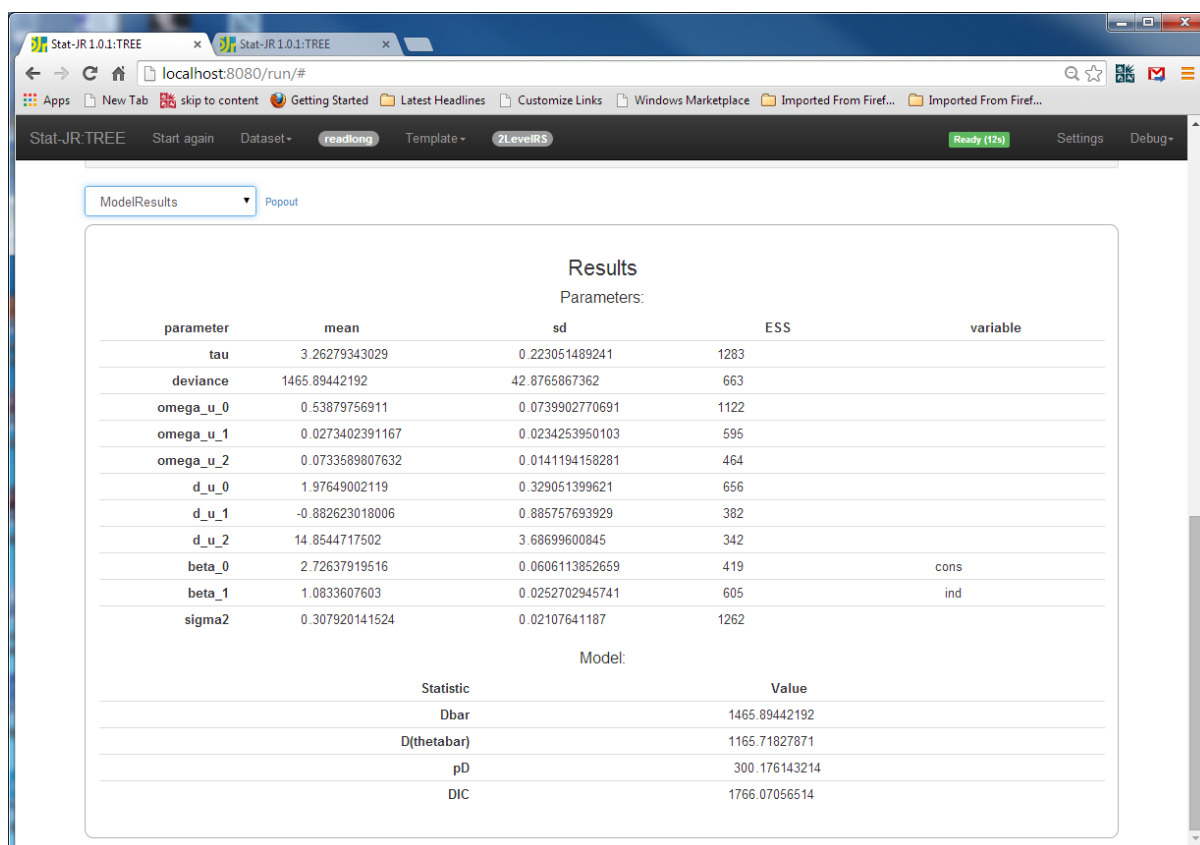 Stat-JR 1.0.1:TREE × Stat-JR 1.0.1:TREE ×
localhost:8080/run/#
Apps New Tab skip to content Getting Started Latest Headlines Customize Links Windows Marketplace Imported From Firef... Imported From Firef...
Stat-JR:TREE Start again Dataset readlong Template 2LevelRS Ready (12s) Settings Debug
ModelResults Popout
Results
Parameters:
parameter mean sd ESS variable
tau 3.26279343029 0.223051489241 1283
deviance 1465.89442192 42.8765867362 663
omega_u_0 0.53879756911 0.0739902770691 1122
omega_u_1 0.0273402391167 0.0234253950103 595
omega_u_2 0.0733589807632 0.0141194158281 464
d_u_0 1.97649002119 0.329051399621 656
d_u_1 -0.882623018006 0.885757693929 382
d_u_2 14.8544717502 3.68699600845 342
beta_0 2.72637919516 0.0606113852659 419 cons
beta_1 1.0833607603 0.0252702945741 605 ind
sigma2 0.307920141524 0.02107641187 1262
Model:
Statistic Value
Dbar 1465.89442192
D(thetabar) 1165.71827871
pD 300.176143214
DIC 1766.07056514